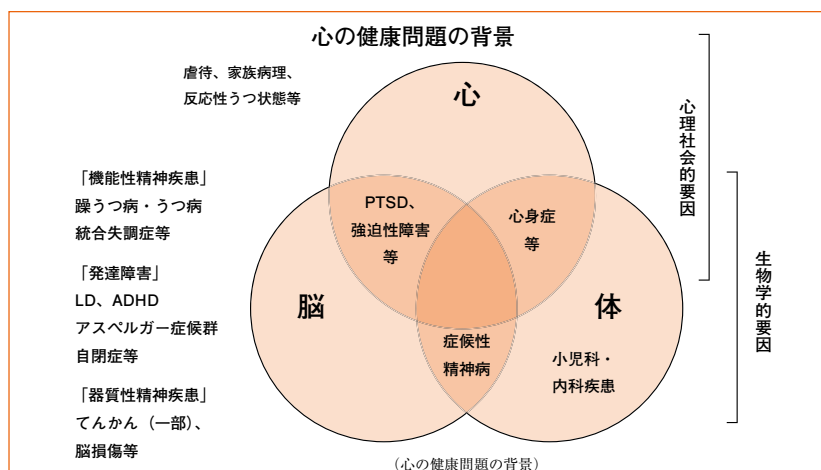 心の健康問題の背景
虐待、家族病理、
反応性うつ状態等
心
心理社会的要因
「機能性精神疾患」
躁うつ病・うつ病
統合失調症等
PTSD、
強迫性障害
等
心身症
等
生物学的要因
「発達障害」
LD、ADHD
アスペルガー症候群
自閉症等
脳
体
症候性
精神病
小児科・
内科疾患
「器質性精神疾患」
てんかん（一部）、
脳損傷等
（心の健康問題の背景）